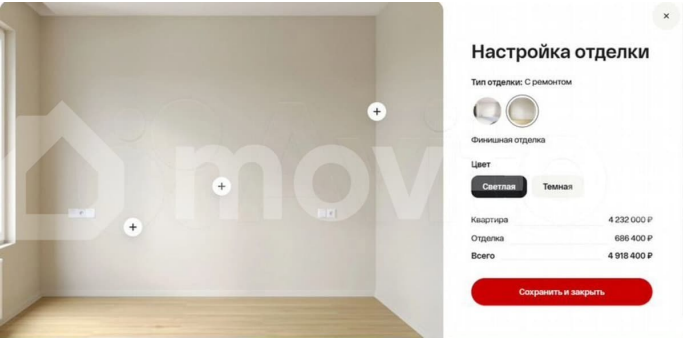 Настройка отделки
Тип отделки: С ремонтом
Финишная отделка
Цвет
Светлая Темная
Квартира 4 232 000 ₽
Отделка 686 400 ₽
Всего 4 918 400 ₽
Сохранить и закрыть